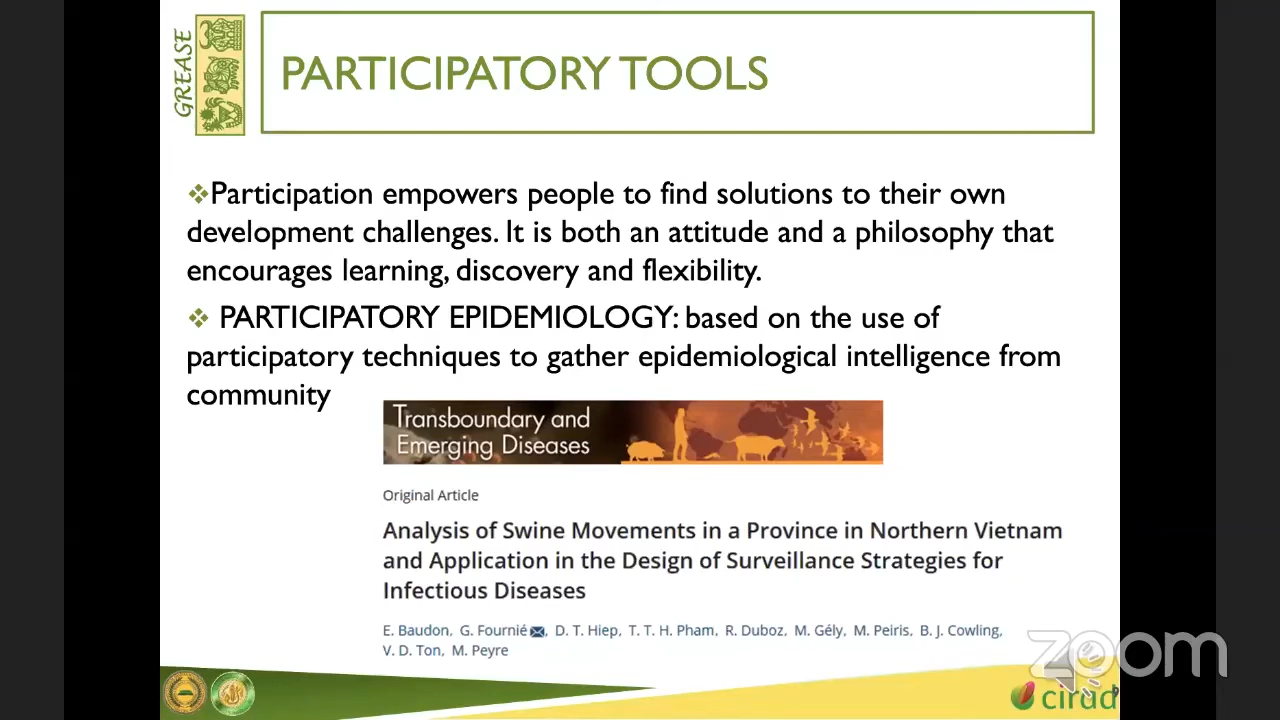 GREASE
PARTICIPATORY TOOLS
Participation empowers people to find solutions to their own
development challenges. It is both an attitude and a philosophy that
encourages learning, discovery and flexibility.
PARTICIPATORY EPIDEMIOLOGY: based on the use of
participatory techniques to gather epidemiological intelligence from
community
Transboundary and
Emerging Diseases
Original Article
Analysis of Swine Movements in a Province in Northern Vietnam
and Application in the Design of Surveillance Strategies for
Infectious Diseases
E. Baudon, G. Fournié, D. T. Hiep, T. T. H. Pham, R. Duboz, M. Gély, M. Peiris, B. J. Cowling,
V. D. Ton, M. Peyre
zoom
cirad